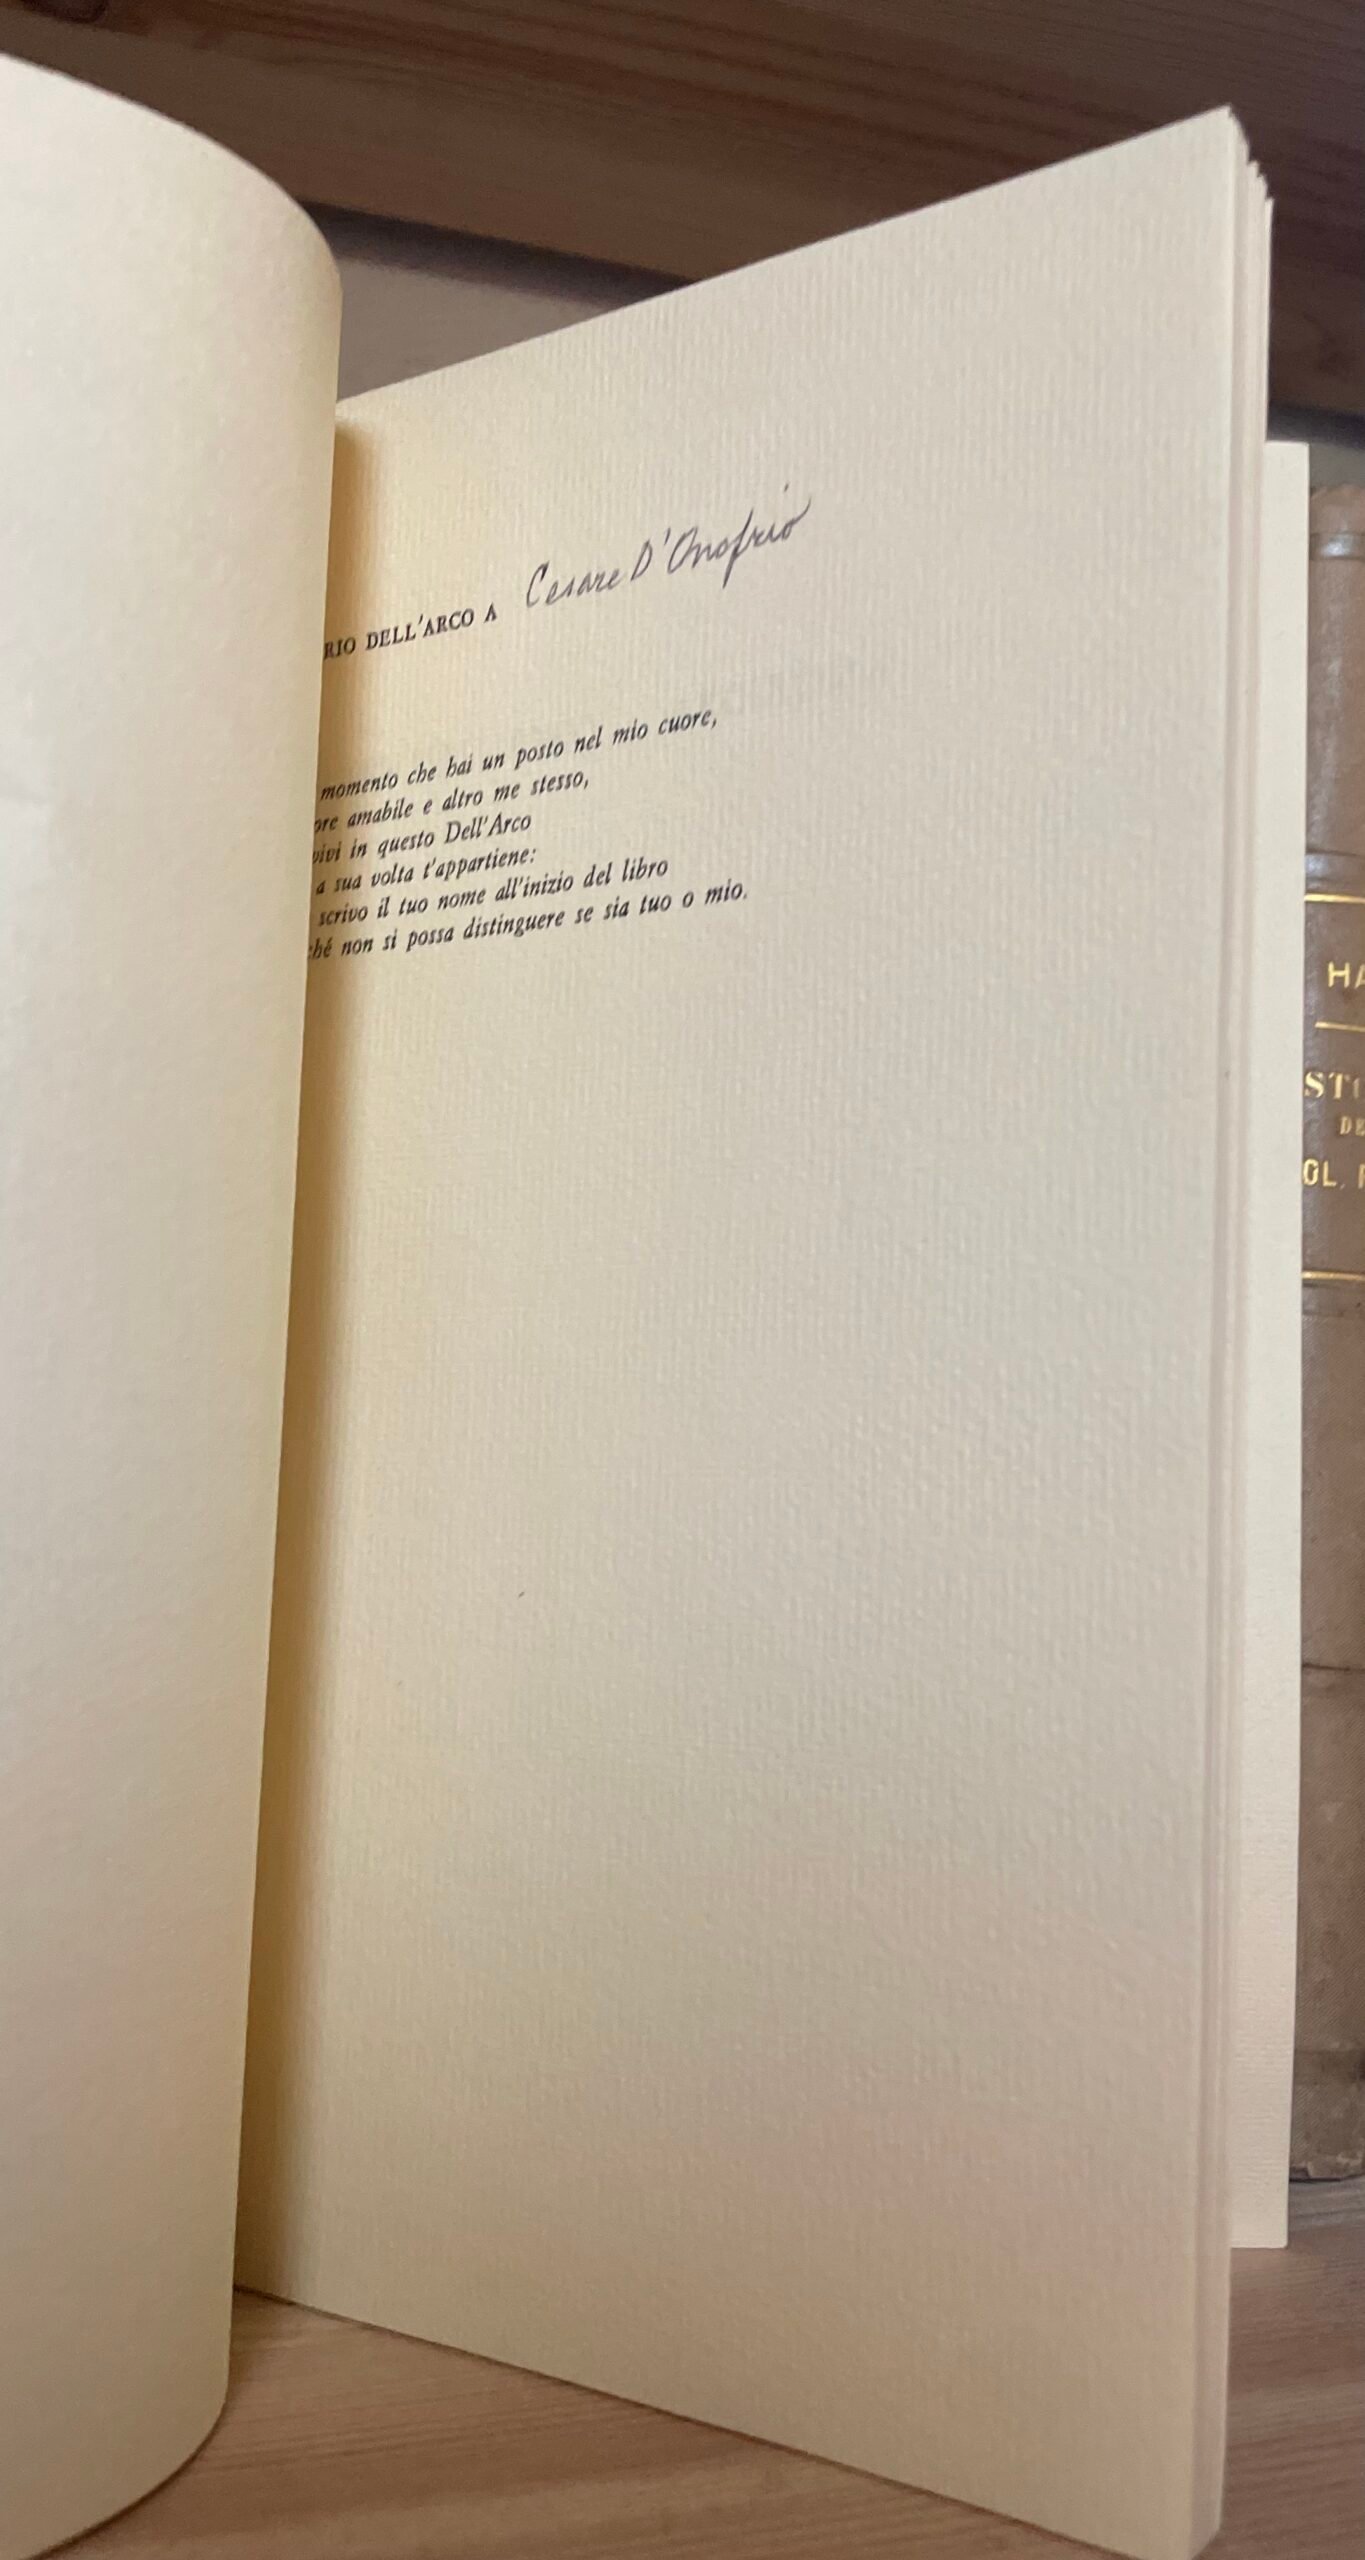 RIO DELL'ARCO A Cesare D'Onofrio
momento che hai un posto nel mio cuore,
ore amabile e altro me stesso,
vivi in questo Dell'Arco
a sua volta t'appartiene:
scrivo il tuo nome all'inizio del libro
ché non si possa distinguere se sia tuo o mio.
HA
STO
DE
OL.